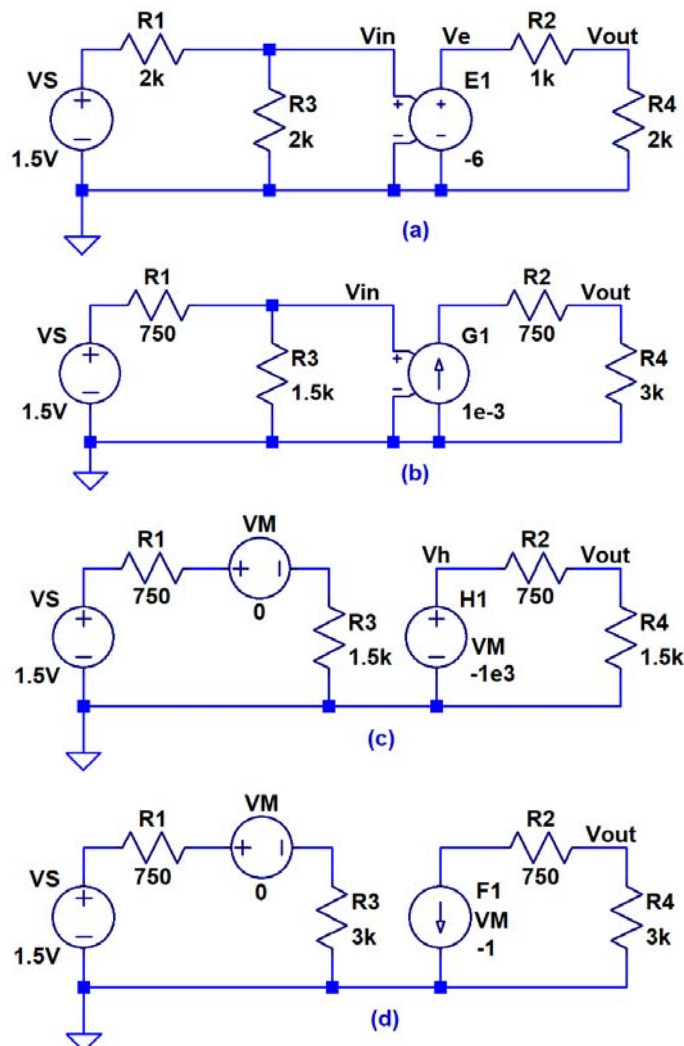 R1 Vin Ve R2 Vout
VS 2k E1 1k
+ R3 + + R4
2k 2k
1.5V - - - -6
(a)
R1 Vin R2 Vout
VS 750 G1 750
+ R3 + R4
1.5k 3k
1.5V - - 1e-3
(b)
VM
R1 Vh R2 Vout
+ -
VS 750 0 H1 750
+ R3 + VM R4
1.5V - 1.5k - -1e3 1.5k
(c)
VM
R1 R2 Vout
+ -
VS 750 0 F1 750
+ R3 VM R4
1.5V - 3k -1 3k
(d)